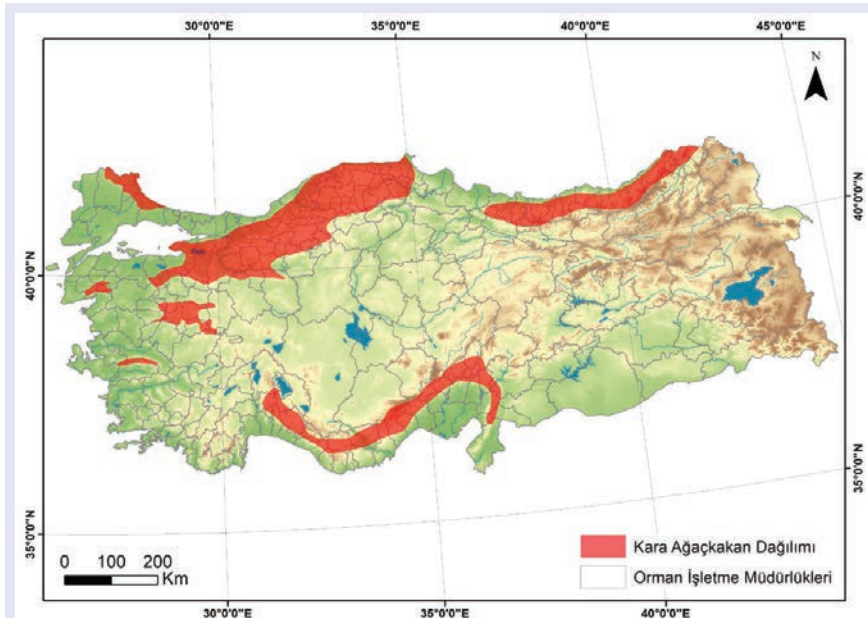 30°0'0"E 35°0'0"E 40°0'0"E 45°0'0"E
N
40°0'0"N
40°0'0"N
35°0'0"N
35°0'0"N
Kara Ağaçkakan Dağılımı
Orman İşletme Müdürlükleri
0 100 200
Km
30°0'0"E 35°0'0"E 40°0'0"E